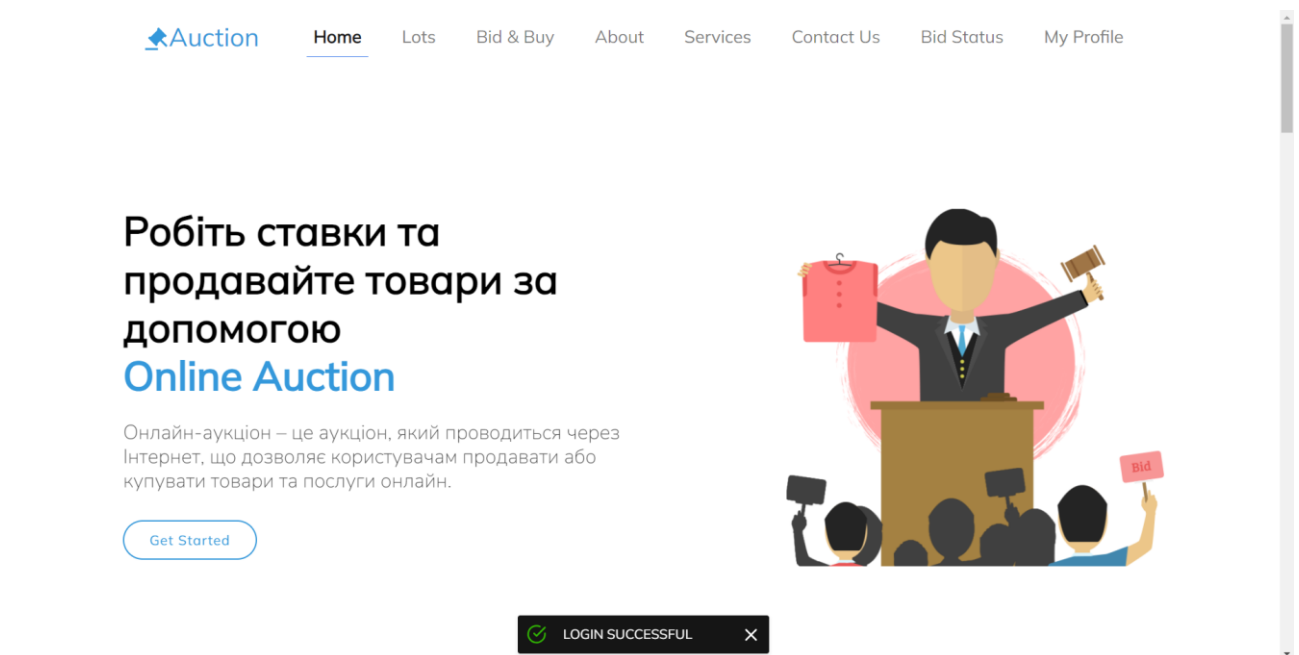 Auction Home Lots Bid & Buy About Services Contact Us Bid Status My Profile
Робіть ставки та
продавайте товари за
допомогою
Online Auction
Онлайн-аукціон – це аукціон, який проводиться через
Інтернет, що дозволяє користувачам продавати або
купувати товари та послуги онлайн.
Get Started
Bid
LOGIN SUCCESSFUL